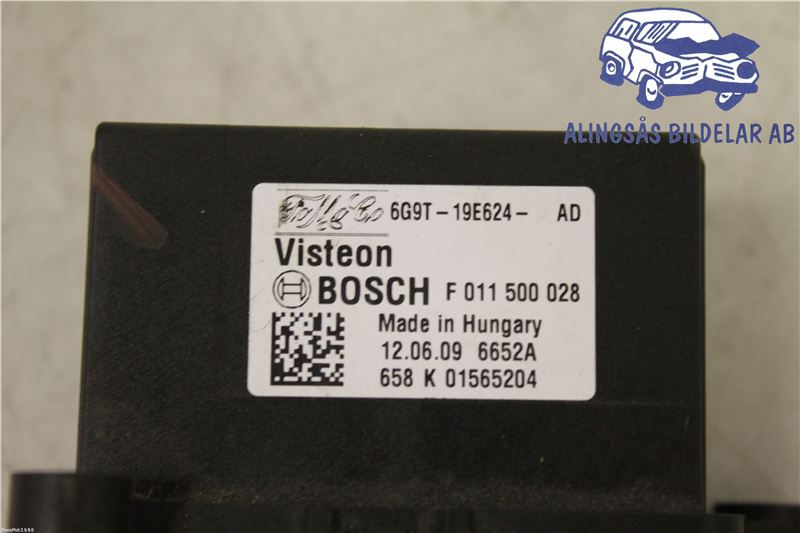 ALINGSÅS BILDELAR AB
FoMoCo 6G9T-19E624- AD
Visteon
BOSCH F 011 500 028
Made in Hungary
12.06.09 6652A
658 K 01565204